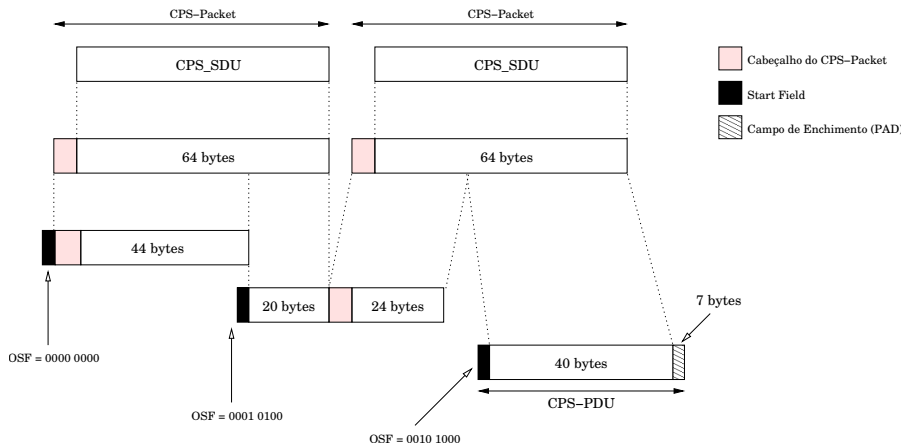 CPS–Packet
CPS–Packet
CPS_SDU
CPS_SDU
Cabeçalho do CPS–Packet
Start Field
Campo de Enchimento (PAD)
64 bytes
64 bytes
44 bytes
20 bytes
24 bytes
7 bytes
OSF = 0000 0000
40 bytes
CPS–PDU
OSF = 0001 0100
OSF = 0010 1000